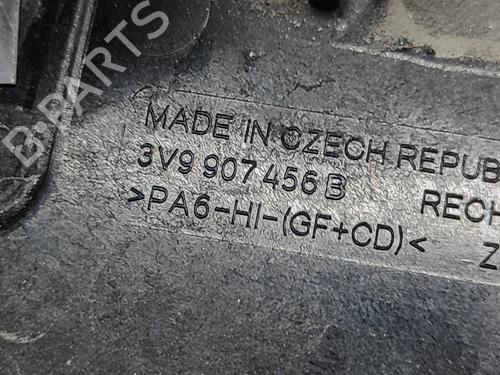 B-PARTS
MADE IN CZECH REPUB
3V9 907 456 B RECH
>PA6-HI-(GF+CD)< Z